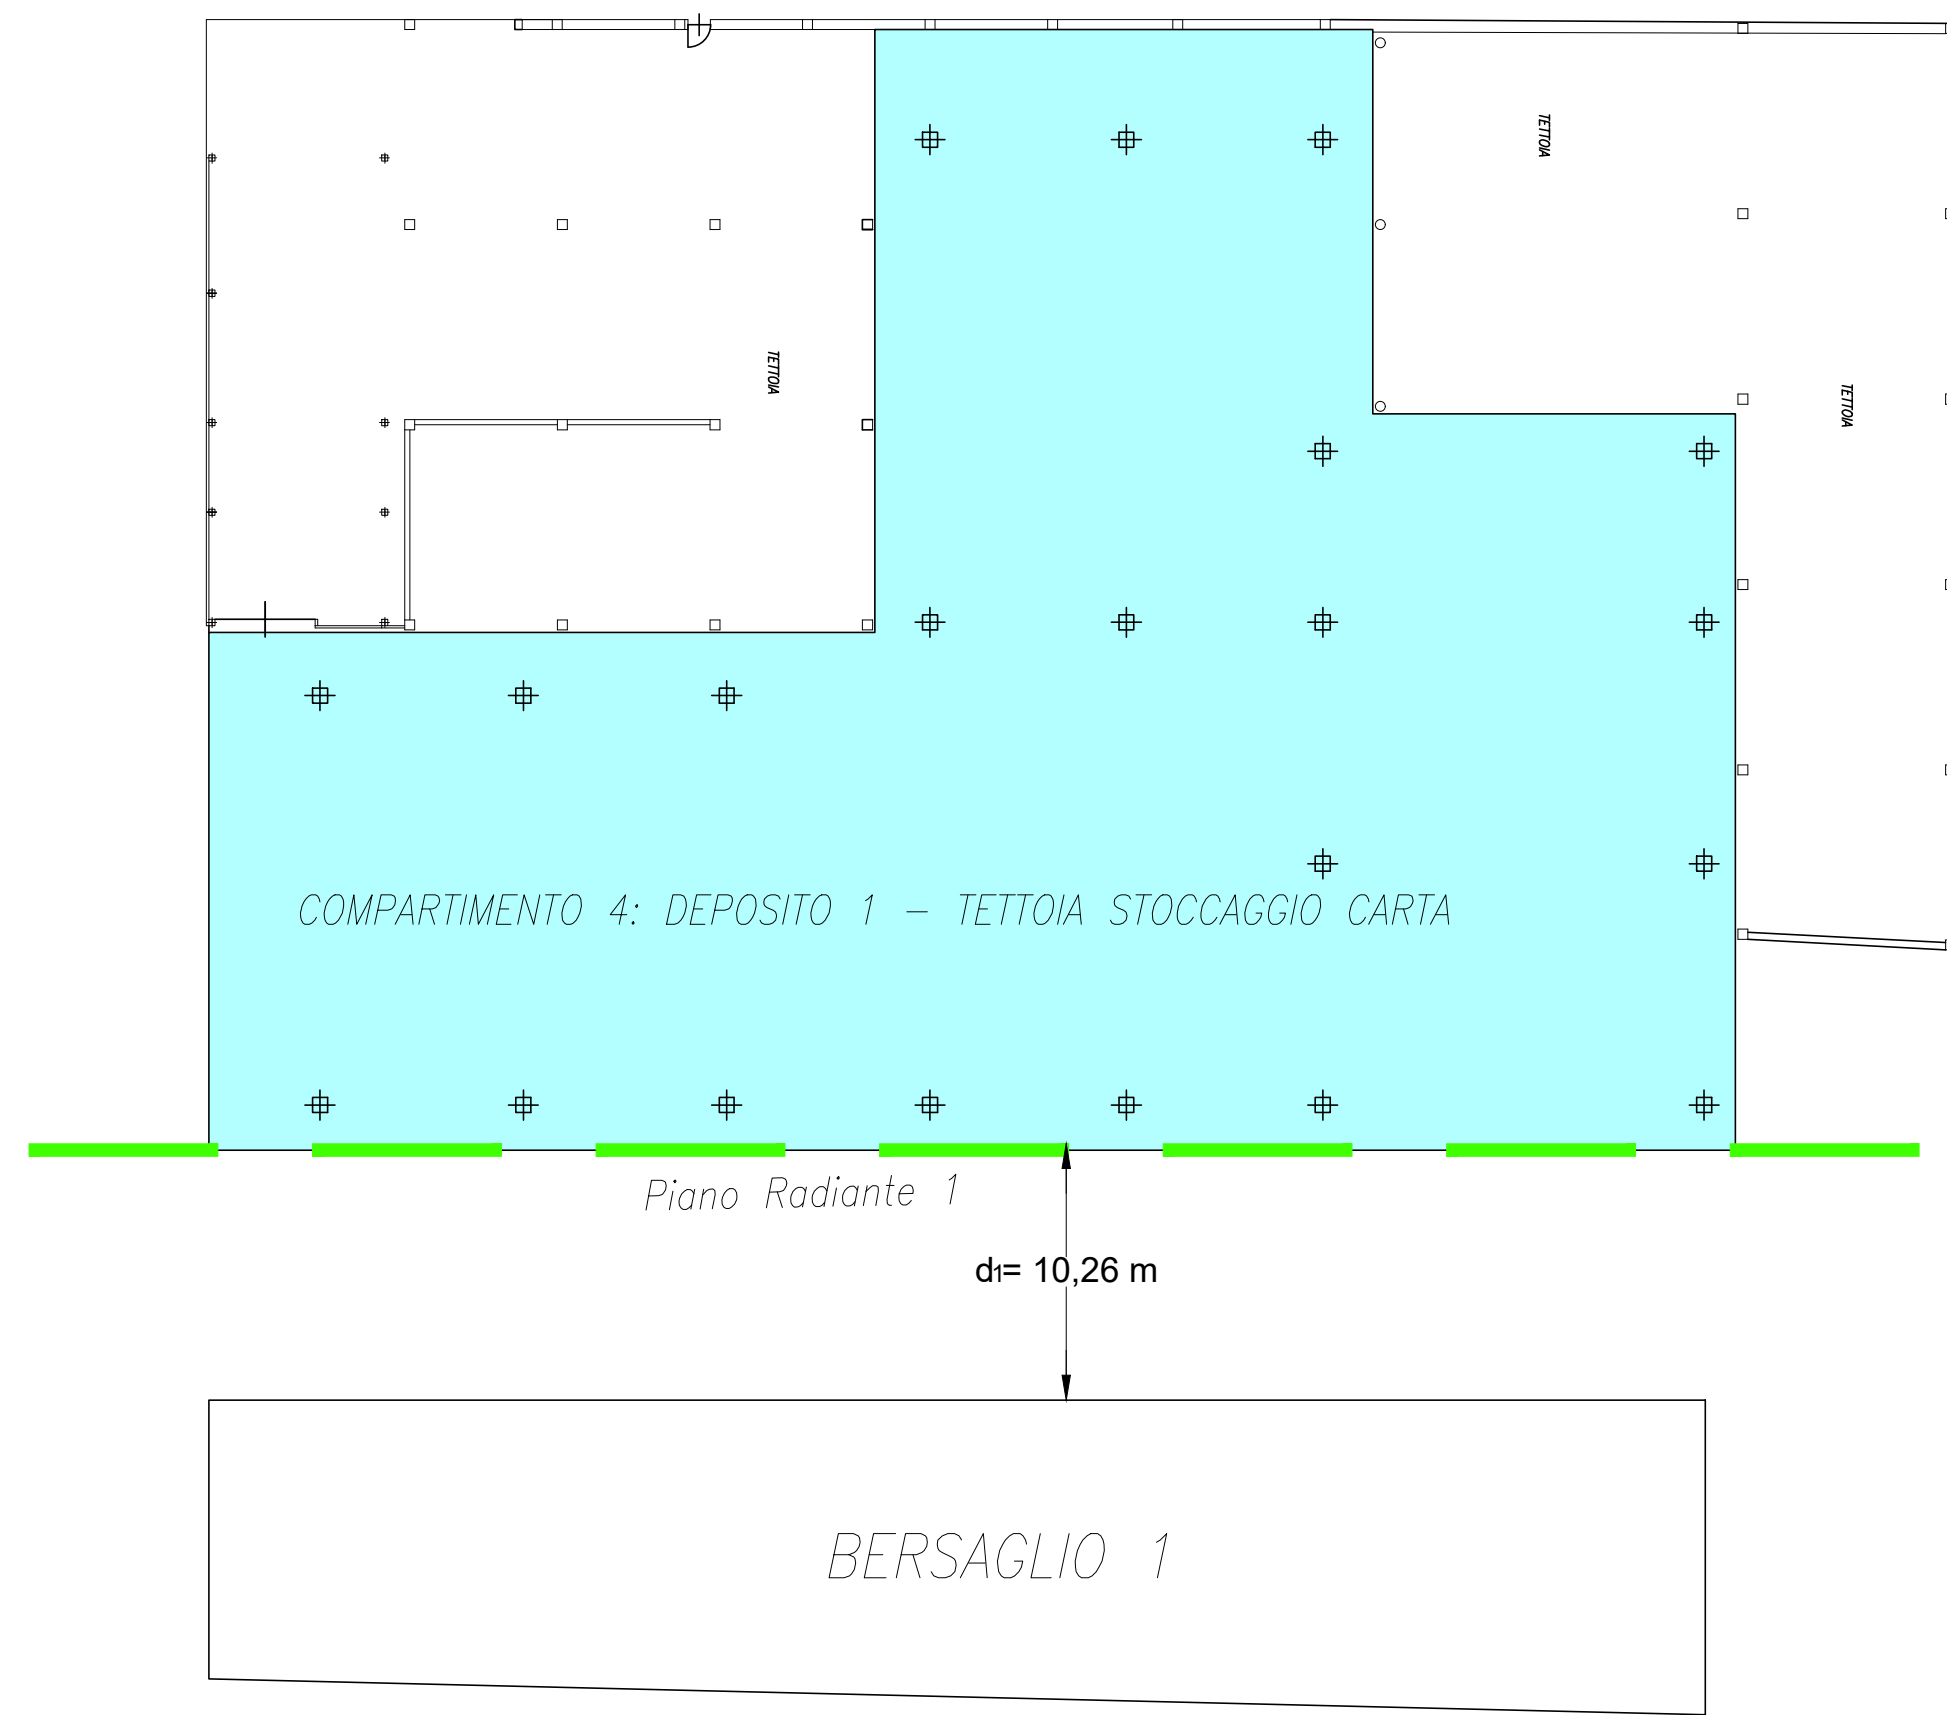 TETTOIA
TETTOIA
TETTOIA
COMPARTIMENTO 4: DEPOSITO 1 – TETTOIA STOCCAGGIO CARTA
Piano Radiante 1
d1= 10,26 m
BERSAGLIO 1